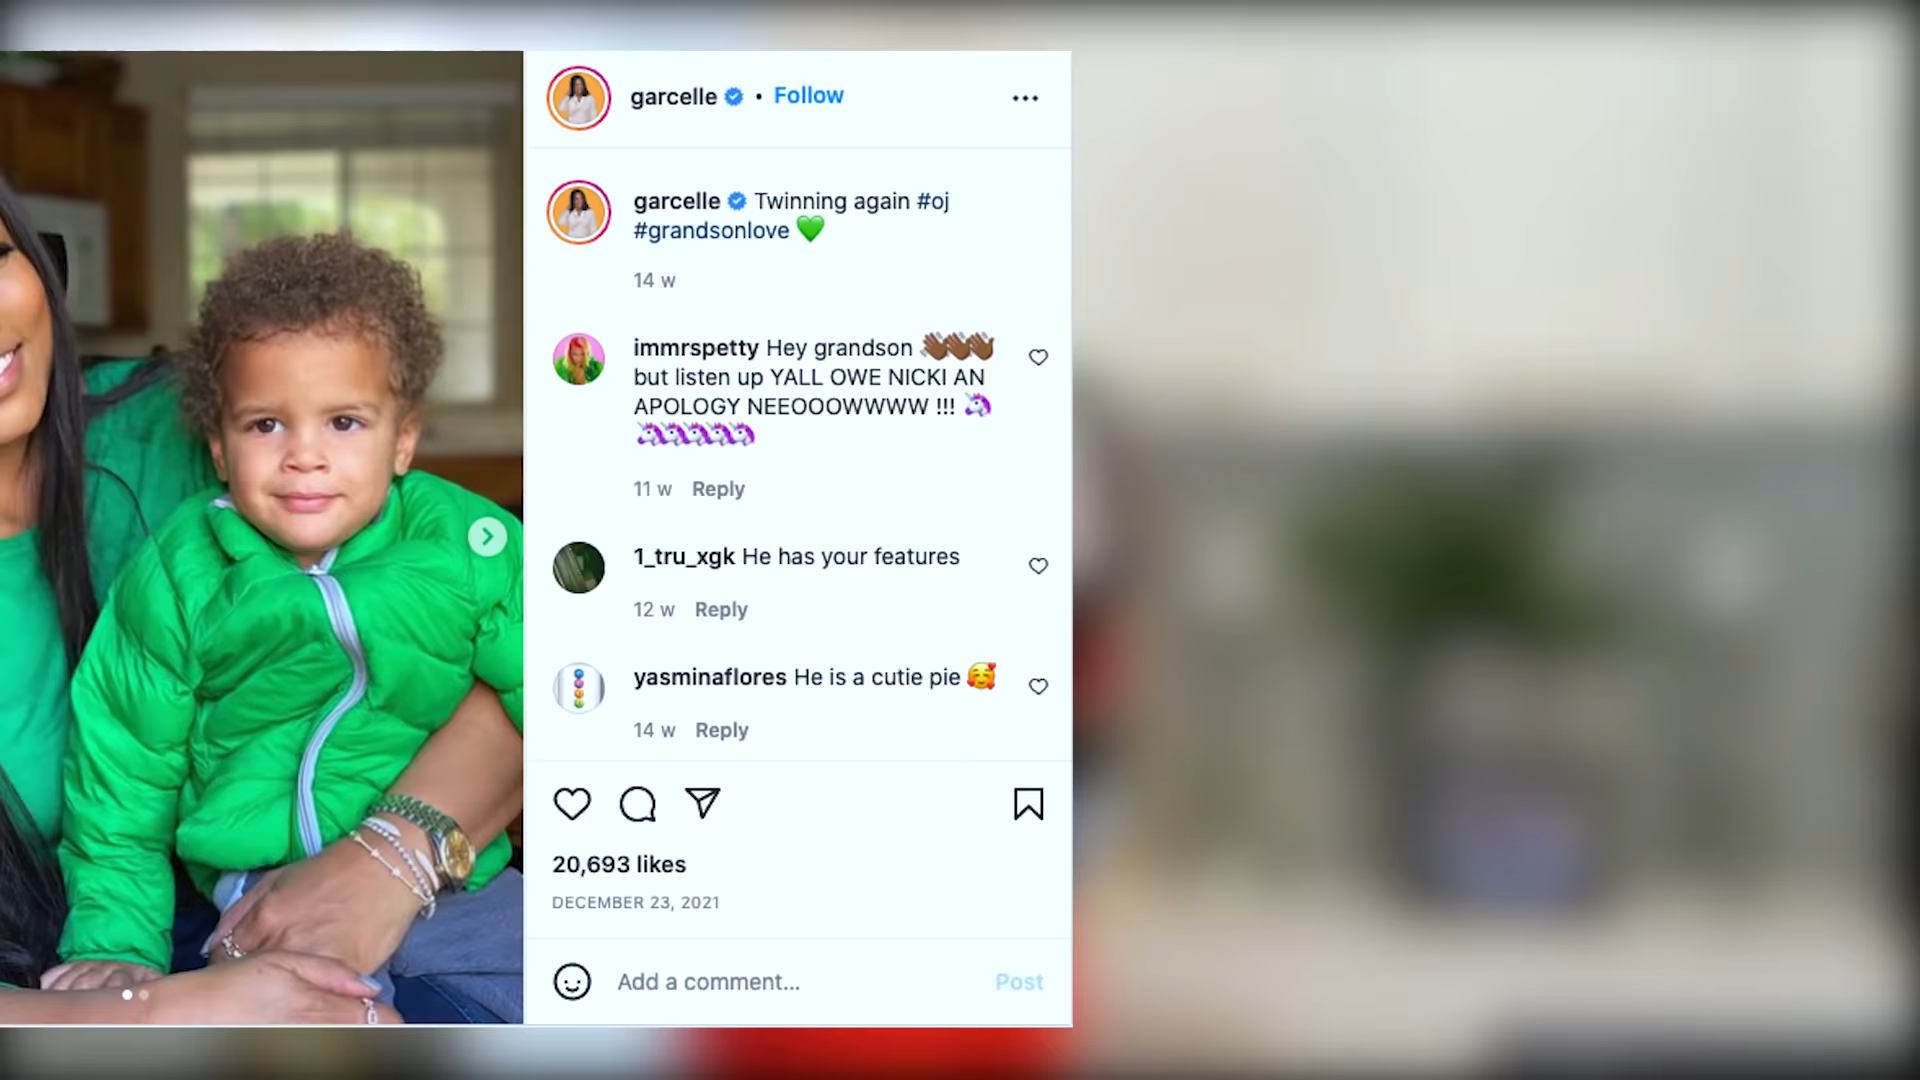 garcelle • Follow
garcelle Twinning again #oj
#grandsonlove 💚
14 w
immrspetty Hey grandson 👋🏾👋🏾👋🏾
but listen up YALL OWE NICKI AN
APOLOGY NEEOOOWWWW !!! 🦄
🦄🦄🦄🦄🦄
11 w Reply
1_tru_xgk He has your features
12 w Reply
yasminaflores He is a cutie pie 🥰
14 w Reply
20,693 likes
DECEMBER 23, 2021
Add a comment... Post